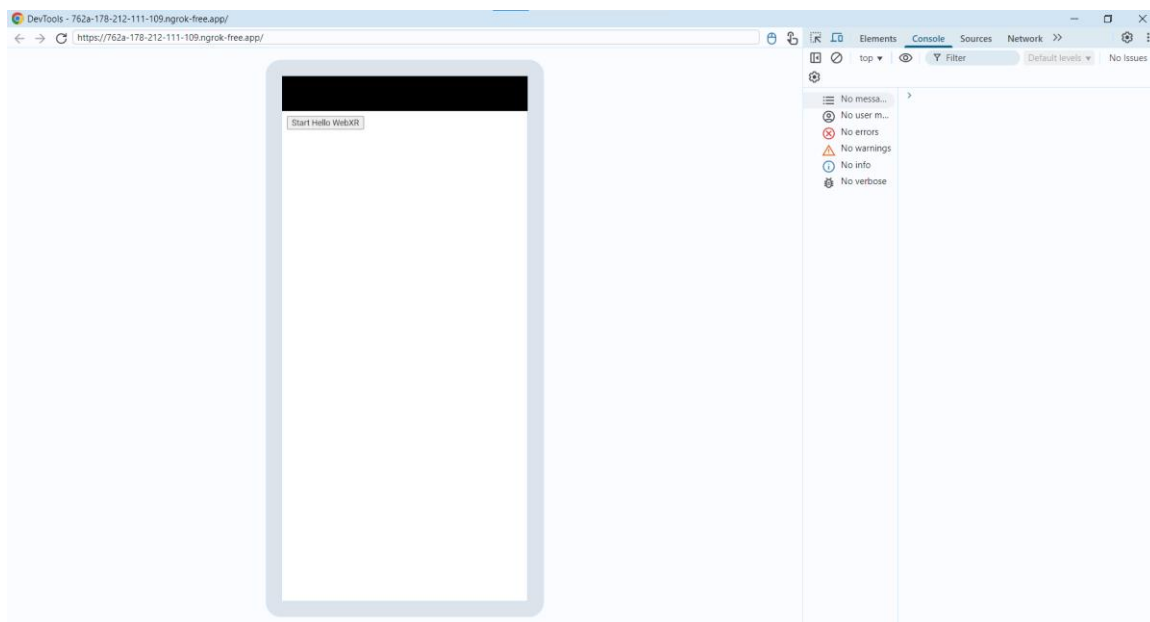 DevTools - 762a-178-212-111-109.ngrok-free.app/
https://762a-178-212-111-109.ngrok-free.app/
Elements Console Sources Network
top Filter Default levels No Issues
Start Hello WebXR
No messa...
No user m...
No errors
No warnings
No info
No verbose